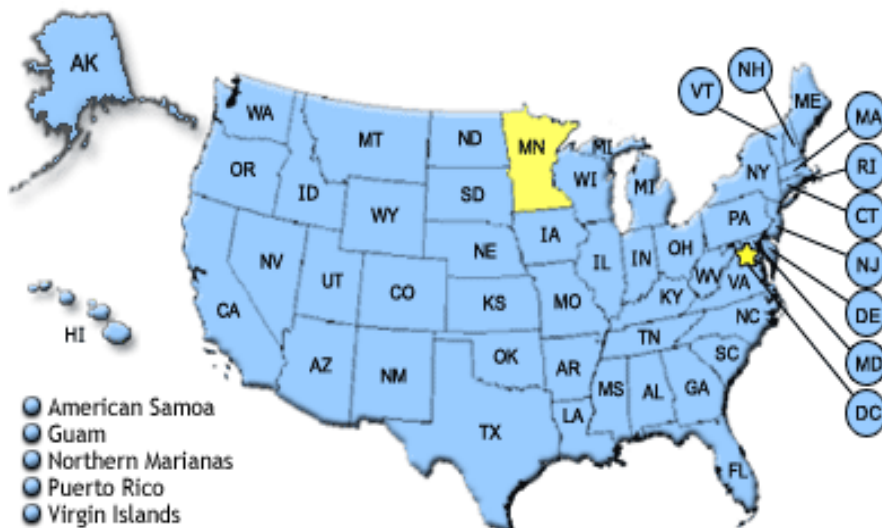 AK
NH
VT
ME
WA
MT
ND
MN
MI
MA
OR
ID
SD
WI
MI
NY
RI
WY
CT
IA
PA
NE
NV
UT
CO
IL
IN
OH
WV
VA
NJ
CA
KS
MO
KY
DE
HI
NC
TN
AZ
NM
OK
AR
SC
MD
MS
AL
GA
DC
American Samoa
LA
TX
Guam
Northern Marianas
FL
Puerto Rico
Virgin Islands